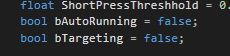 float ShortPressThreshhold = 0.
bool bAutoRunning = false;
bool bTargeting = false;